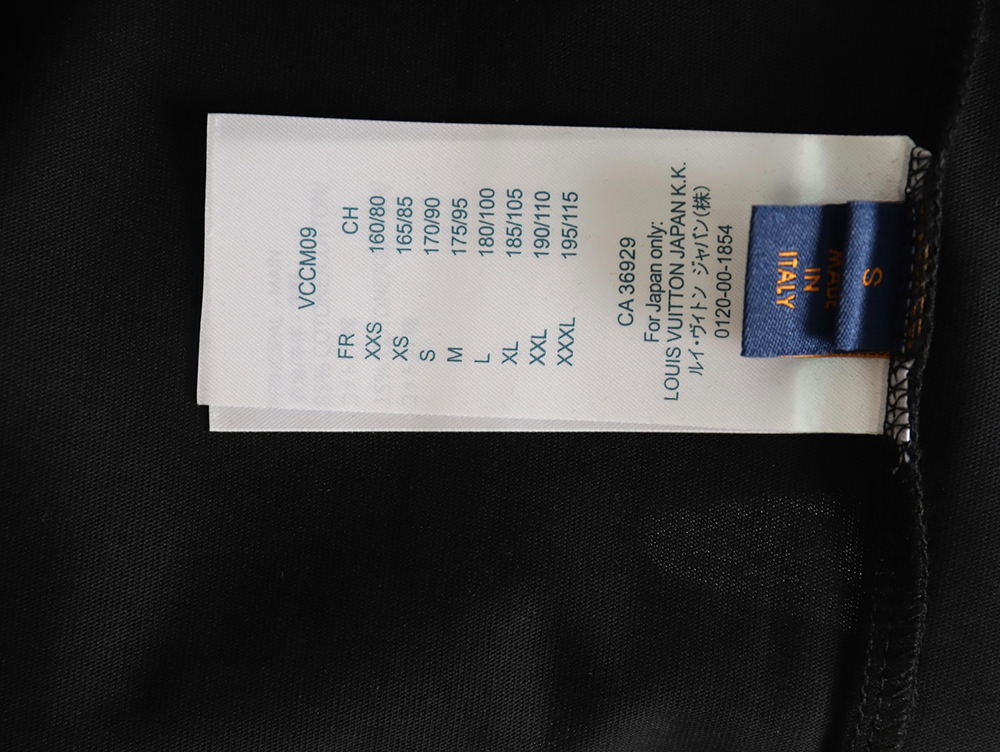 VCCM09
FR CH
XXS 160/80
XS 165/85
S 170/90
M 175/95
L 180/100
XL 185/105
XXL 190/110
XXXL 195/115
CA 36929
For Japan only:
LOUIS VUITTON JAPAN K.K.
ルイ・ヴィトン ジャパン(株)
0120-00-1854
S
MADE
IN
ITALY